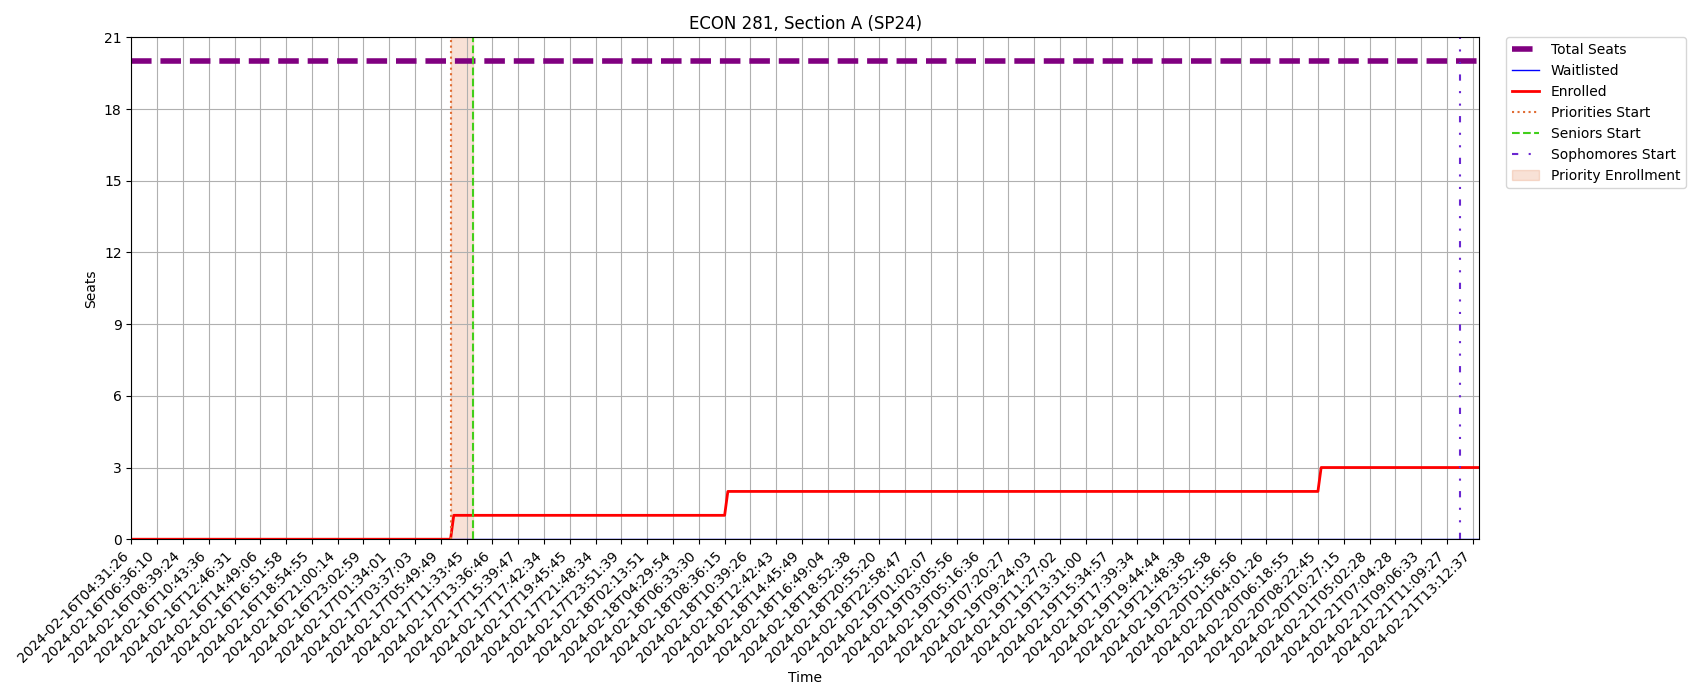 ECON 281, Section A (SP24)
Seats
21
18
15
12
9
6
3
0
Total Seats
Waitlisted
Enrolled
Priorities Start
Seniors Start
Sophomores Start
Priority Enrollment
2024-02-16T04:31:26
2024-02-16T06:36:10
2024-02-16T08:39:24
2024-02-16T10:43:36
2024-02-16T12:46:31
2024-02-16T14:49:06
2024-02-16T16:51:58
2024-02-16T18:54:55
2024-02-16T21:00:14
2024-02-16T23:02:59
2024-02-17T01:34:01
2024-02-17T03:37:03
2024-02-17T05:49:49
2024-02-17T11:33:45
2024-02-17T13:36:46
2024-02-17T15:39:47
2024-02-17T17:42:34
2024-02-17T19:45:45
2024-02-17T21:48:34
2024-02-17T23:51:39
2024-02-18T02:13:51
2024-02-18T04:29:54
2024-02-18T06:33:30
2024-02-18T08:36:15
2024-02-18T10:39:26
2024-02-18T12:42:43
2024-02-18T14:45:49
2024-02-18T16:49:04
2024-02-18T18:52:38
2024-02-18T20:55:20
2024-02-18T22:58:47
2024-02-19T01:02:07
2024-02-19T03:05:56
2024-02-19T05:16:36
2024-02-19T07:20:27
2024-02-19T09:24:03
2024-02-19T11:27:02
2024-02-19T13:31:00
2024-02-19T15:34:57
2024-02-19T17:39:34
2024-02-19T19:44:44
2024-02-19T21:48:38
2024-02-19T23:52:58
2024-02-20T01:56:56
2024-02-20T04:01:26
2024-02-20T06:18:55
2024-02-20T08:22:45
2024-02-20T10:27:15
2024-02-21T05:02:28
2024-02-21T07:04:28
2024-02-21T09:06:33
2024-02-21T11:09:27
2024-02-21T13:12:37
Time